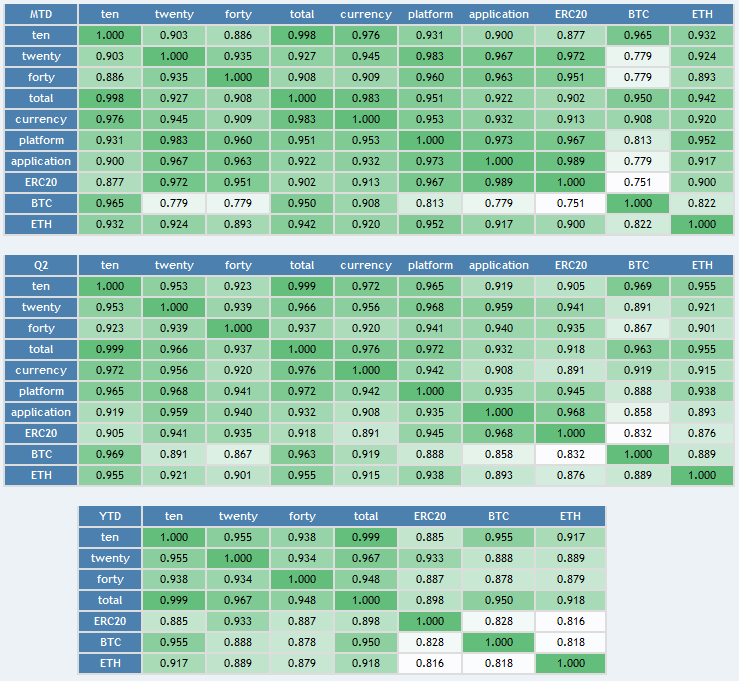 MTD ten twenty forty total currency platform application ERC20 BTC ETH
ten 1.000 0.903 0.886 0.998 0.976 0.931 0.900 0.877 0.965 0.932
twenty 0.903 1.000 0.935 0.927 0.945 0.983 0.967 0.972 0.779 0.924
forty 0.886 0.935 1.000 0.908 0.909 0.960 0.963 0.951 0.779 0.893
total 0.998 0.927 0.908 1.000 0.983 0.951 0.922 0.902 0.950 0.942
currency 0.976 0.945 0.909 0.983 1.000 0.953 0.932 0.913 0.908 0.920
platform 0.931 0.983 0.960 0.951 0.953 1.000 0.973 0.967 0.813 0.952
application 0.900 0.967 0.963 0.922 0.932 0.973 1.000 0.989 0.779 0.917
ERC20 0.877 0.972 0.951 0.902 0.913 0.967 0.989 1.000 0.751 0.900
BTC 0.965 0.779 0.779 0.950 0.908 0.813 0.779 0.751 1.000 0.822
ETH 0.932 0.924 0.893 0.942 0.920 0.952 0.917 0.900 0.822 1.000
Q2 ten twenty forty total currency platform application ERC20 BTC ETH
ten 1.000 0.953 0.923 0.999 0.972 0.965 0.919 0.905 0.969 0.955
twenty 0.953 1.000 0.939 0.966 0.956 0.968 0.959 0.941 0.891 0.921
forty 0.923 0.939 1.000 0.937 0.920 0.941 0.940 0.935 0.867 0.901
total 0.999 0.966 0.937 1.000 0.976 0.972 0.932 0.918 0.963 0.955
currency 0.972 0.956 0.920 0.976 1.000 0.942 0.908 0.891 0.919 0.915
platform 0.965 0.968 0.941 0.972 0.942 1.000 0.935 0.945 0.888 0.938
application 0.919 0.959 0.940 0.932 0.908 0.935 1.000 0.968 0.858 0.893
ERC20 0.905 0.941 0.935 0.918 0.891 0.945 0.968 1.000 0.832 0.876
BTC 0.969 0.891 0.867 0.963 0.919 0.888 0.858 0.832 1.000 0.889
ETH 0.955 0.921 0.901 0.955 0.915 0.938 0.893 0.876 0.889 1.000
YTD ten twenty forty total ERC20 BTC ETH
ten 1.000 0.955 0.938 0.999 0.885 0.955 0.917
twenty 0.955 1.000 0.934 0.967 0.933 0.888 0.889
forty 0.938 0.934 1.000 0.948 0.887 0.878 0.879
total 0.999 0.967 0.948 1.000 0.898 0.950 0.918
ERC20 0.885 0.933 0.887 0.898 1.000 0.828 0.816
BTC 0.955 0.888 0.878 0.950 0.828 1.000 0.818
ETH 0.917 0.889 0.879 0.918 0.816 0.818 1.000